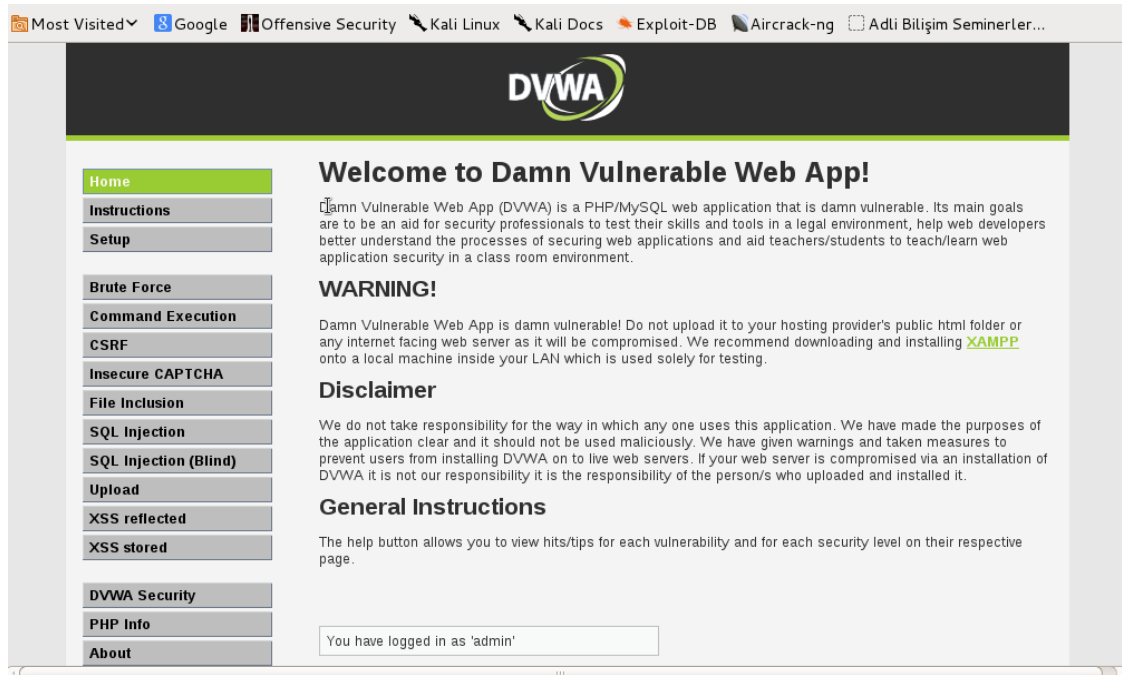 Most Visited Google Offensive Security Kali Linux Kali Docs Exploit-DB Aircrack-ng Adli Bilişim Seminerler...
DVWA
Home
Instructions
Setup
Brute Force
Command Execution
CSRF
Insecure CAPTCHA
File Inclusion
SQL Injection
SQL Injection (Blind)
Upload
XSS reflected
XSS stored
DVWA Security
PHP Info
About
Welcome to Damn Vulnerable Web App!
Damn Vulnerable Web App (DVWA) is a PHP/MySQL web application that is damn vulnerable. Its main goals
are to be an aid for security professionals to test their skills and tools in a legal environment, help web developers
better understand the processes of securing web applications and aid teachers/students to teach/learn web
application security in a class room environment.
WARNING!
Damn Vulnerable Web App is damn vulnerable! Do not upload it to your hosting provider's public html folder or
any internet facing web server as it will be compromised. We recommend downloading and installing XAMPP
onto a local machine inside your LAN which is used solely for testing.
Disclaimer
We do not take responsibility for the way in which any one uses this application. We have made the purposes of
the application clear and it should not be used maliciously. We have given warnings and taken measures to
prevent users from installing DVWA on to live web servers. If your web server is compromised via an installation of
DVWA it is not our responsibility it is the responsibility of the person/s who uploaded and installed it.
General Instructions
The help button allows you to view hits/tips for each vulnerability and for each security level on their respective
page.
You have logged in as 'admin'